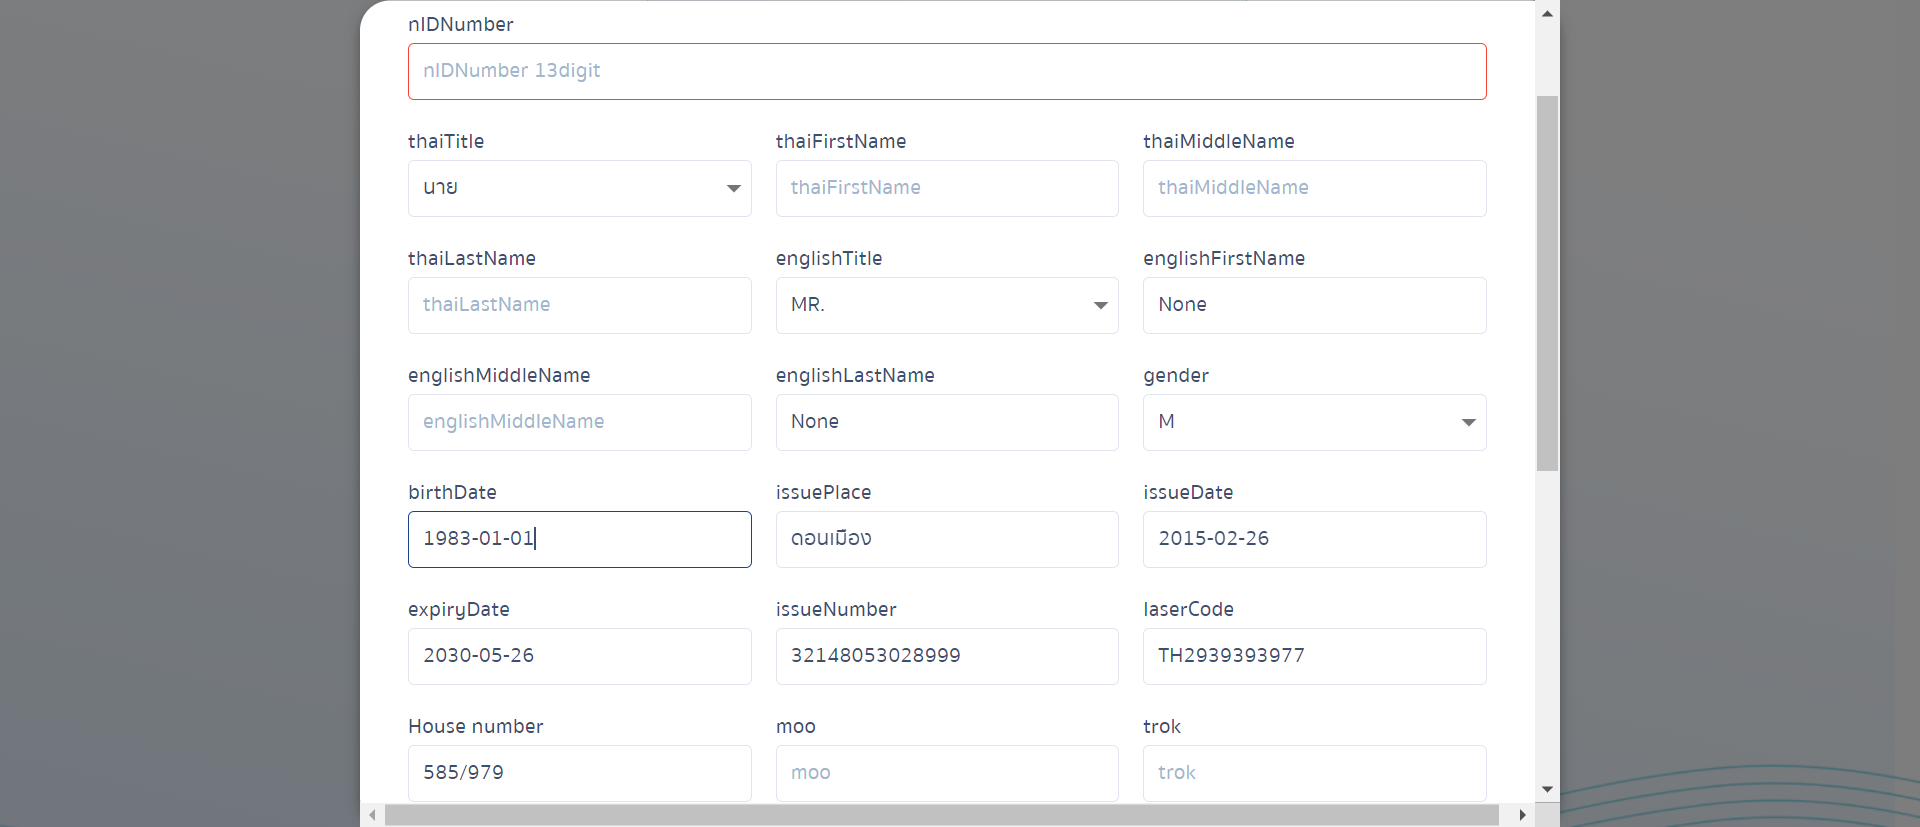 nIDNumber
nIDNumber 13digit
thaiTitle thaiFirstName thaiMiddleName
นาย thaiFirstName thaiMiddleName
thaiLastName englishTitle englishFirstName
thaiLastName MR. None
englishMiddleName englishLastName gender
englishMiddleName None M
birthDate issuePlace issueDate
1983-01-01 ดอนเมือง 2015-02-26
expiryDate issueNumber laserCode
2030-05-26 32148053028999 TH2939393977
House number moo trok
585/979 moo trok